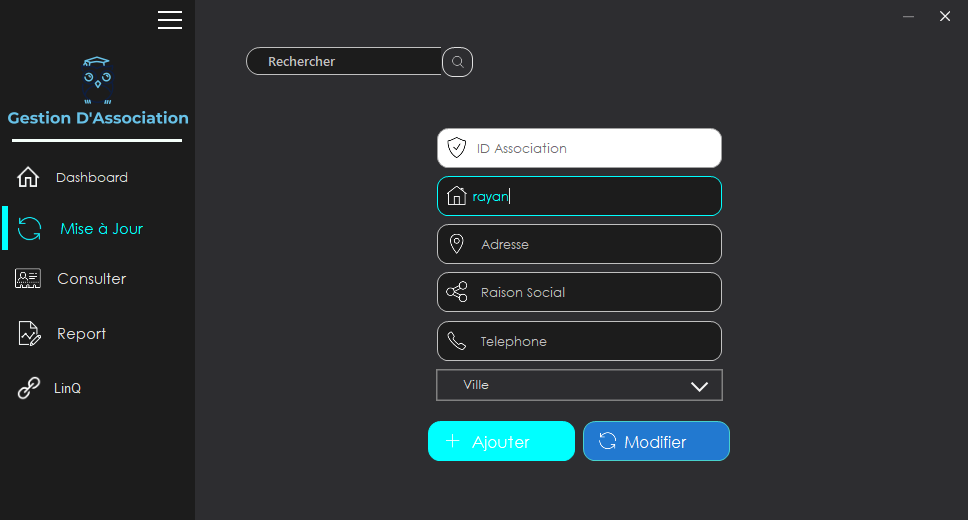 Gestion D'Association
Dashboard
Mise à Jour
Consulter
Report
LinQ
Rechercher
ID Association
rayan
Adresse
Raison Social
Telephone
Ville
Ajouter
Modifier